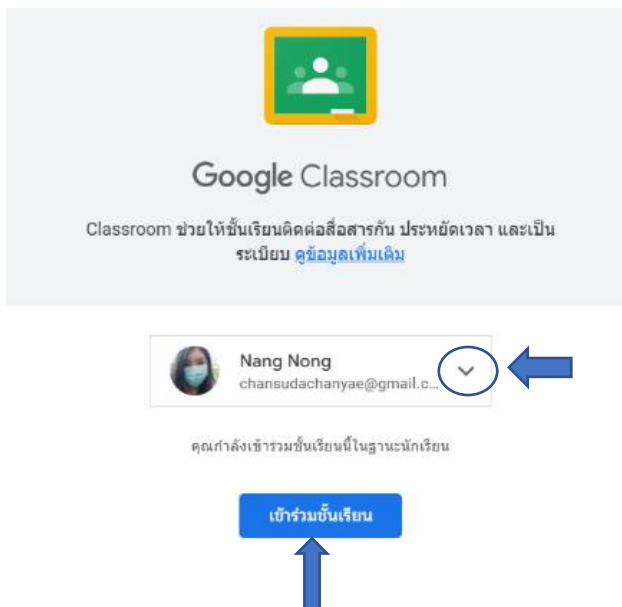 Google Classroom
Classroom ช่วยให้ชั้นเรียนติดต่อสื่อสารกัน ประหยัดเวลา และเป็น
ระเบียบ ดูข้อมูลเพิ่มเติม
Nang Nong
chansudachanyae@gmail.c...
คุณกำลังเข้าร่วมชั้นเรียนนี้ในฐานะนักเรียน
เข้าร่วมชั้นเรียน